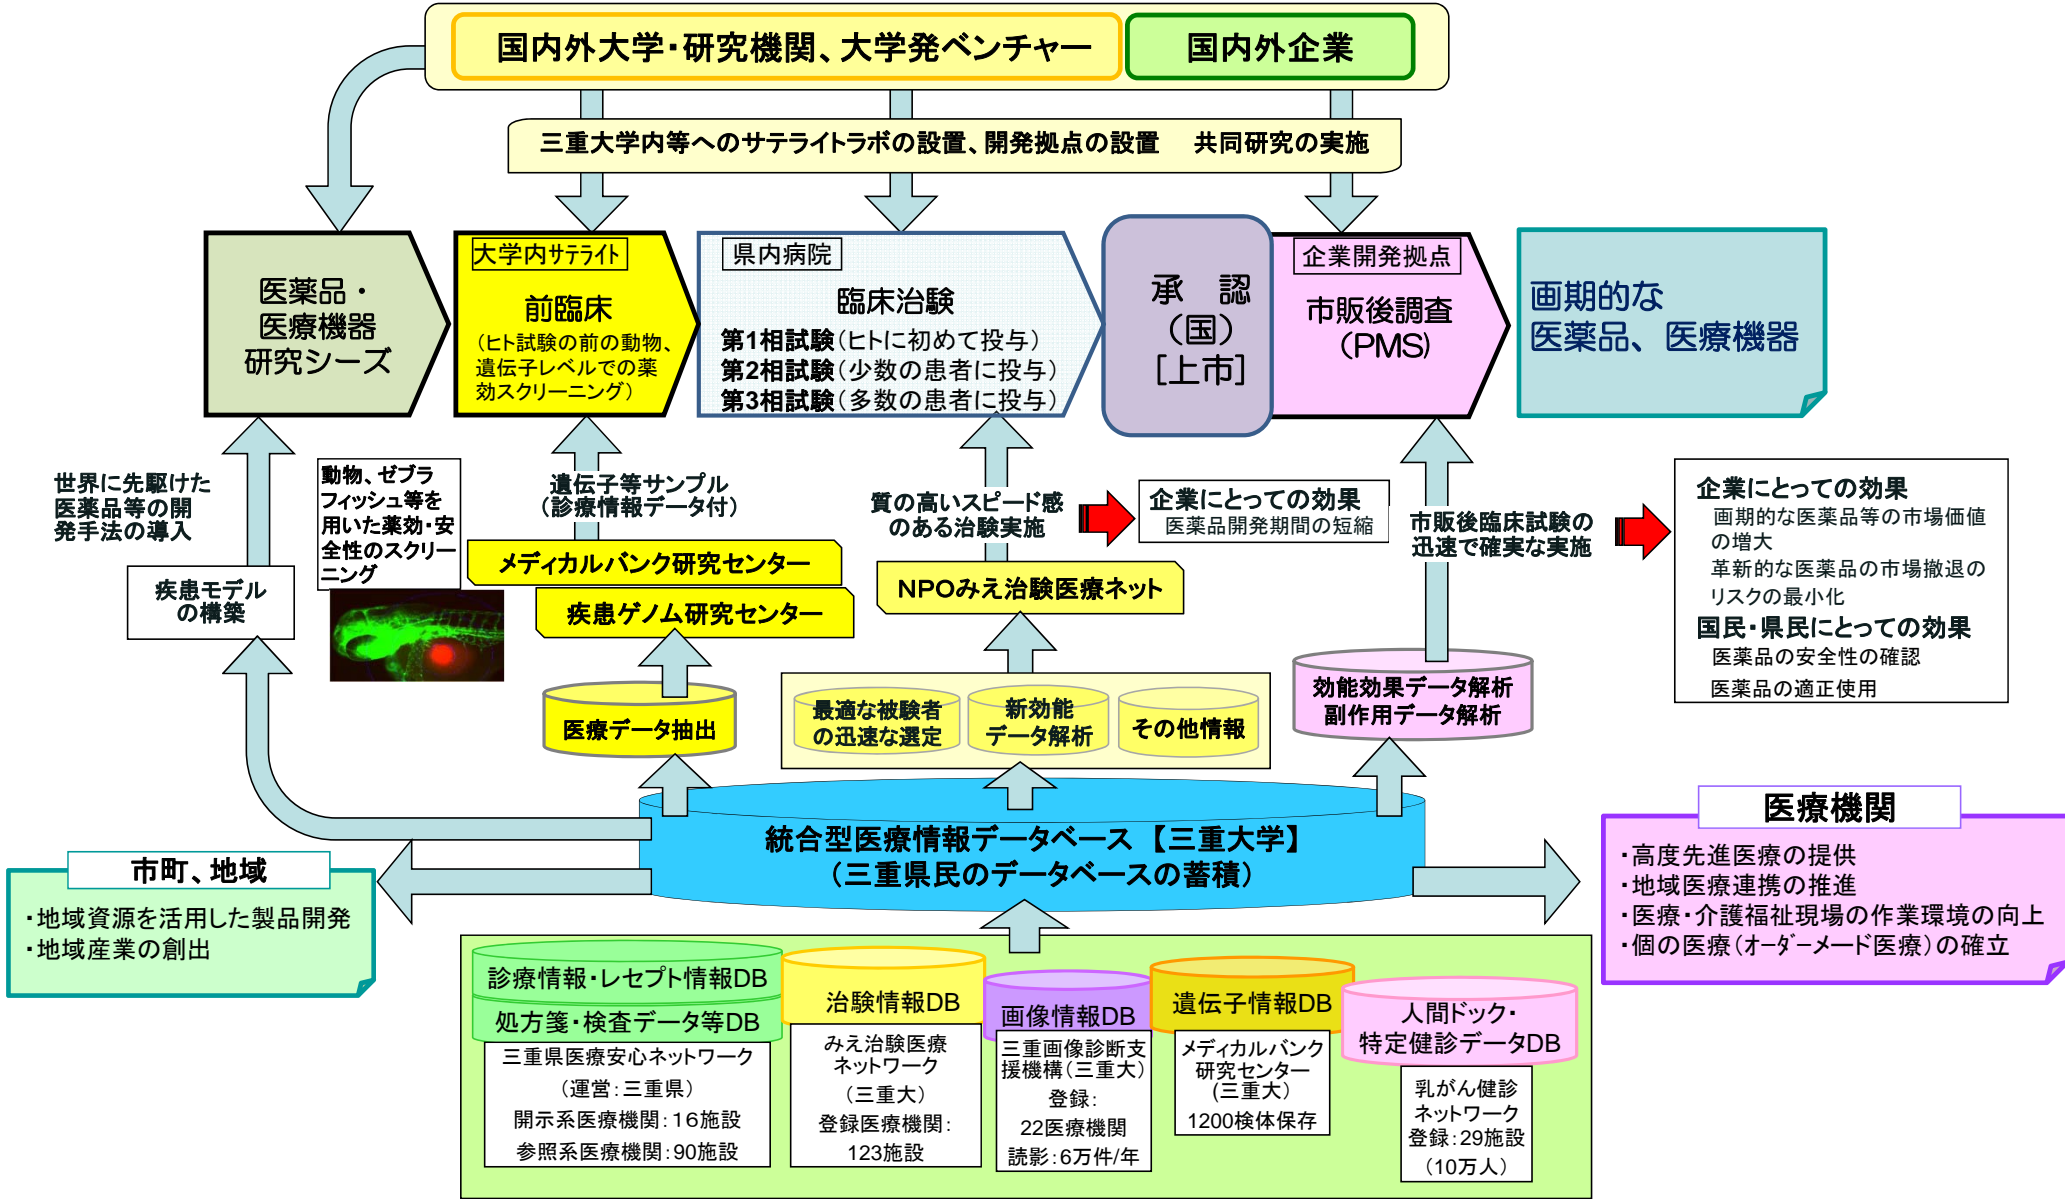 国内外大学・研究機関、大学発ベンチャー
国内外企業
三重大学内等へのサテライトラボの設置、開発拠点の設置　共同研究の実施
医薬品・
医療機器
研究シーズ
大学内ｻﾃﾗｲﾄ
前臨床
（ヒト試験の前の動物、
遺伝子レベルでの薬
効スクリーニング）
県内病院
臨床治験
第1相試験（ヒトに初めて投与）
第2相試験（少数の患者に投与）
第3相試験（多数の患者に投与）
承　認
（国）
［上市］
企業開発拠点
市販後調査
（PMS）
画期的な
医薬品、医療機器
世界に先駆けた
医薬品等の開
発手法の導入
動物、ゼブラ
フィッシュ等を
用いた薬効・安
全性のスクリー
ニング
遺伝子等サンプル
（診療情報データ付）
質の高いスピード感
のある治験実施
企業にとっての効果
医薬品開発期間の短縮
市販後臨床試験の
迅速で確実な実施
企業にとっての効果
画期的な医薬品等の市場価値
の増大
革新的な医薬品の市場撤退の
リスクの最小化
国民・県民にとっての効果
医薬品の安全性の確認
医薬品の適正使用
疾患モデル
の構築
メディカルバンク研究センター
疾患ゲノム研究センター
NPOみえ治験医療ネット
医療データ抽出
最適な被験者
の迅速な選定
新効能
データ解析
その他情報
効能効果データ解析
副作用データ解析
統合型医療情報データベース 【三重大学】
（三重県民のデータベースの蓄積）
市町、地域
・地域資源を活用した製品開発
・地域産業の創出
医療機関
・高度先進医療の提供
・地域医療連携の推進
・医療・介護福祉現場の作業環境の向上
・個の医療（ｵｰﾀﾞｰメード医療）の確立
診療情報・レセプト情報DB
処方箋・検査データ等DB
三重県医療安心ネットワーク
（運営：三重県）
開示系医療機関：１６施設
参照系医療機関：90施設
治験情報DB
みえ治験医療
ネットワーク
（三重大）
登録医療機関：
123施設
画像情報DB
三重画像診断支
援機構（三重大）
登録：
22医療機関
読影：6万件/年
遺伝子情報DB
メディカルバンク
研究センター
（三重大）
1200検体保存
人間ドック・
特定健診データDB
乳がん健診
ネットワーク
登録：29施設
（10万人）